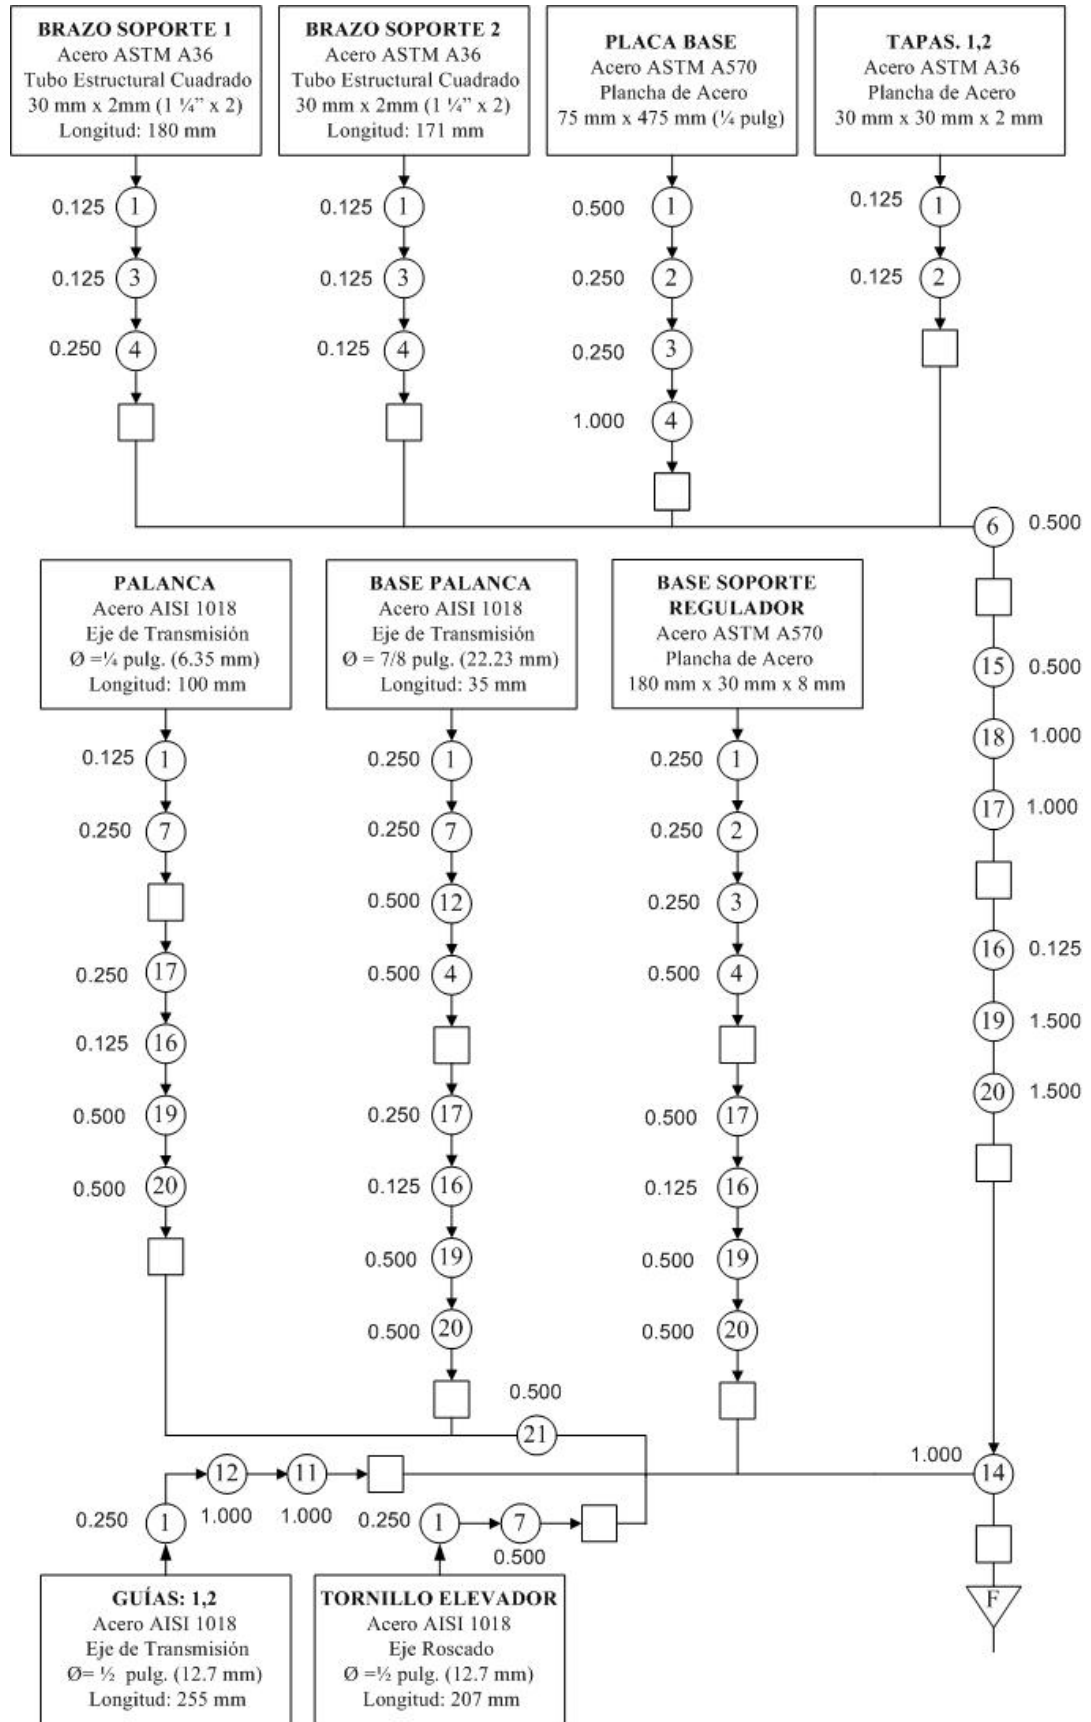 BRAZO SOPORTE 1
Acero ASTM A36
Tubo Estructural Cuadrado
30 mm x 2mm (1 ¼” x 2)
Longitud: 180 mm
BRAZO SOPORTE 2
Acero ASTM A36
Tubo Estructural Cuadrado
30 mm x 2mm (1 ¼” x 2)
Longitud: 171 mm
PLACA BASE
Acero ASTM A570
Plancha de Acero
75 mm x 475 mm (¼ pulg)
TAPAS. 1,2
Acero ASTM A36
Plancha de Acero
30 mm x 30 mm x 2 mm
0.125 1
0.125 3
0.250 4
0.125 1
0.125 3
0.125 4
0.500 1
0.250 2
0.250 3
1.000 4
0.125 1
0.125 2
6 0.500
15 0.500
18 1.000
17 1.000
16 0.125
19 1.500
20 1.500
PALANCA
Acero AISI 1018
Eje de Transmisión
Ø =¼ pulg. (6.35 mm)
Longitud: 100 mm
BASE PALANCA
Acero AISI 1018
Eje de Transmisión
Ø = 7/8 pulg. (22.23 mm)
Longitud: 35 mm
BASE SOPORTE
REGULADOR
Acero ASTM A570
Plancha de Acero
180 mm x 30 mm x 8 mm
0.125 1
0.250 7
0.250 17
0.125 16
0.500 19
0.500 20
0.250 1
0.250 7
0.500 12
0.500 4
0.250 17
0.125 16
0.500 19
0.500 20
0.250 1
0.250 2
0.250 3
0.500 4
0.500 17
0.125 16
0.500 19
0.500 20
0.500
21
1.000
14
12 11
1.000 1.000
0.250 1
0.250 1 7
0.500
F
GUÍAS: 1,2
Acero AISI 1018
Eje de Transmisión
Ø= ½ pulg. (12.7 mm)
Longitud: 255 mm
TORNILLO ELEVADOR
Acero AISI 1018
Eje Roscado
Ø =½ pulg. (12.7 mm)
Longitud: 207 mm